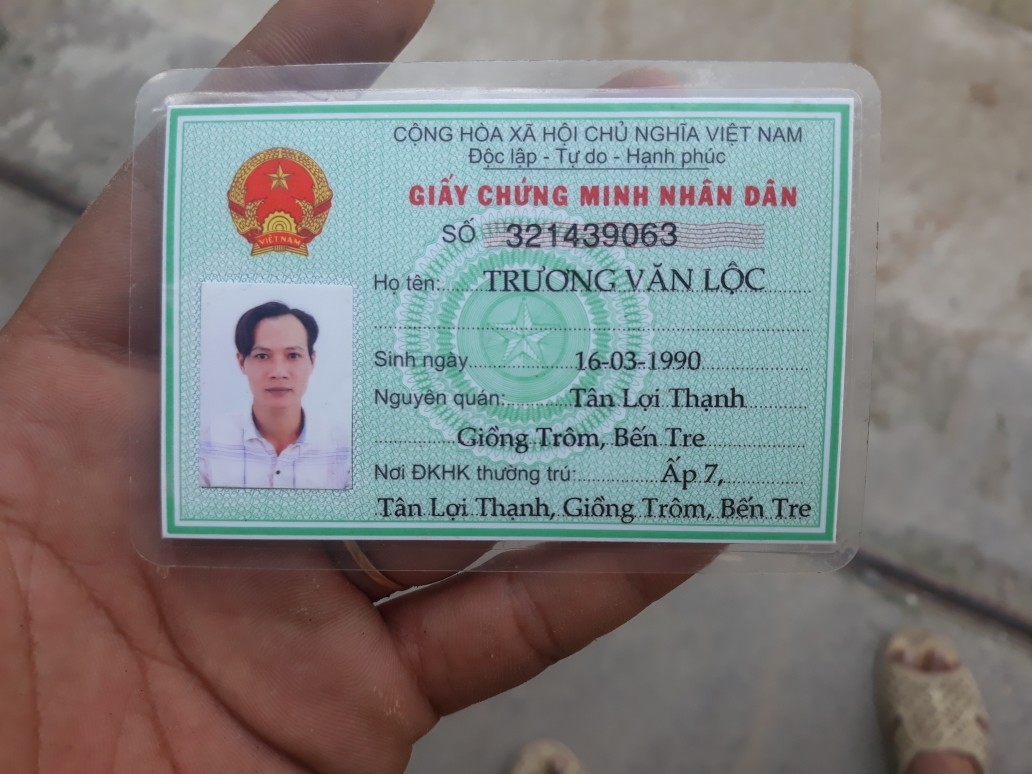 CỘNG HÒA XÃ HỘI CHỦ NGHĨA VIỆT NAM
Độc lập - Tự do - Hạnh phúc
GIẤY CHỨNG MINH NHÂN DÂN
SỐ 321439063
VIỆT NAM
Họ tên: TRƯƠNG VĂN LỘC
Sinh ngày 16-03-1990
Nguyên quán: Tân Lợi Thạnh
Giồng Trôm, Bến Tre
Nơi ĐKHK thường trú: Ấp 7,
Tân Lợi Thạnh, Giồng Trôm, Bến Tre